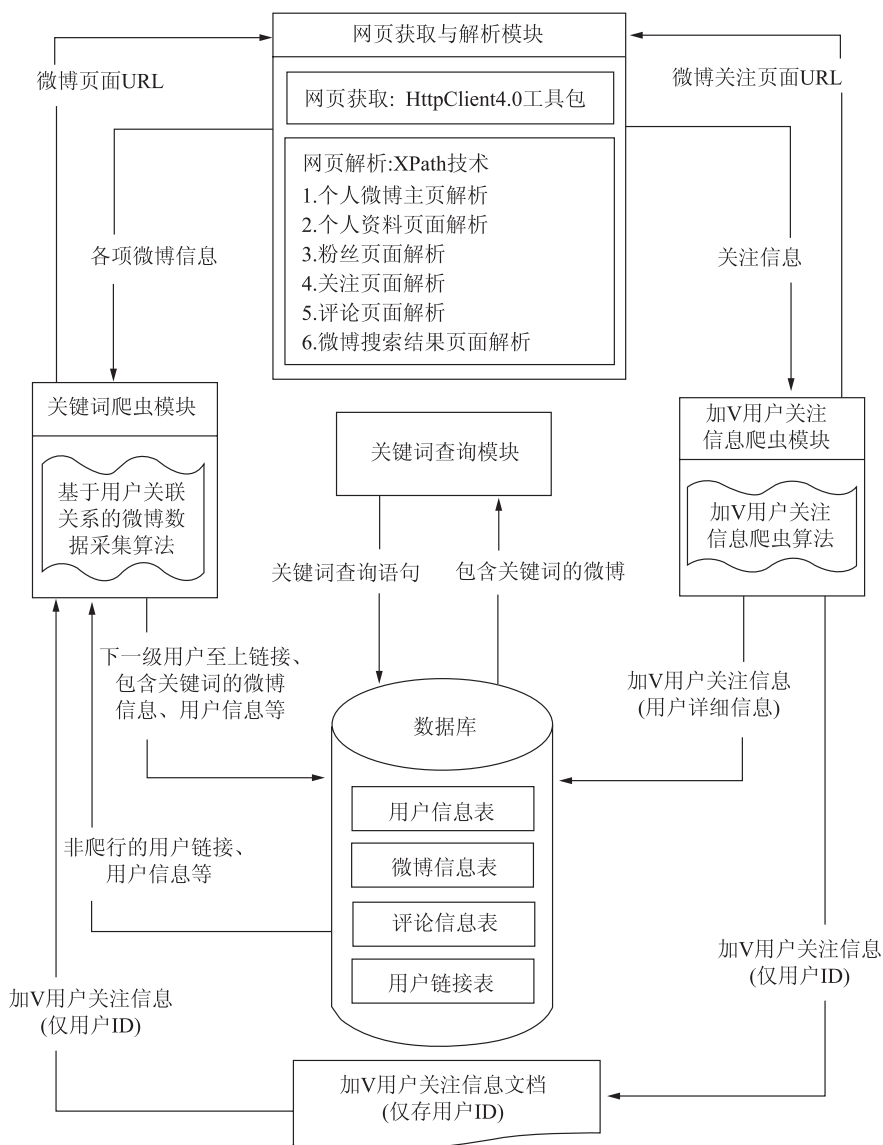 网页获取与解析模块
微博页面URL
微博关注页面URL
网页获取: HttpClient4.0工具包
网页解析:XPath技术
1.个人微博主页解析
2.个人资料页面解析
3.粉丝页面解析
4.关注页面解析
5.评论页面解析
6.微博搜索结果页面解析
各项微博信息
关注信息
关键词爬虫模块
基于用户关联
关系的微博数
据采集算法
关键词查询模块
加V用户关注
信息爬虫模块
加V用户关注
信息爬虫算法
关键词查询语句
包含关键词的微博
下一级用户至上链接、
包含关键词的微博
信息、用户信息等
加V用户关注信息
(用户详细信息)
数据库
用户信息表
微博信息表
评论信息表
用户链接表
非爬行的用户链接、
用户信息等
加V用户关注信息
(仅用户ID)
加V用户关注信息
(仅用户ID)
加V用户关注信息文档
(仅存用户ID)